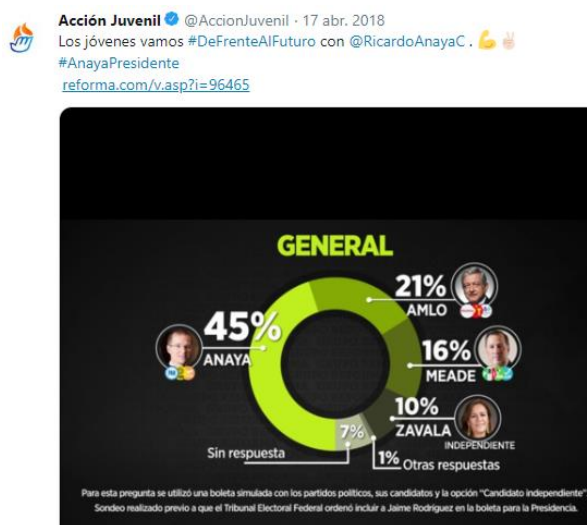 Acción Juvenil @AccionJuvenil · 17 abr. 2018
Los jóvenes vamos #DeFrenteAlFuturo con @RicardoAnayaC . 💪 ✌🏻
#AnayaPresidente
reforma.com/v.asp?i=96465
GENERAL
21%
AMLO
45%
ANAYA
16%
MEADE
10%
ZAVALA
INDEPENDIENTE
7%
Sin respuesta
1% Otras respuestas
Para esta pregunta se utilizó una boleta simulada con los partidos políticos, sus candidatos y la opción "Candidato independiente"
Sondeo realizado previo a que el Tribunal Electoral Federal ordenó incluir a Jaime Rodríguez en la boleta para la Presidencia.